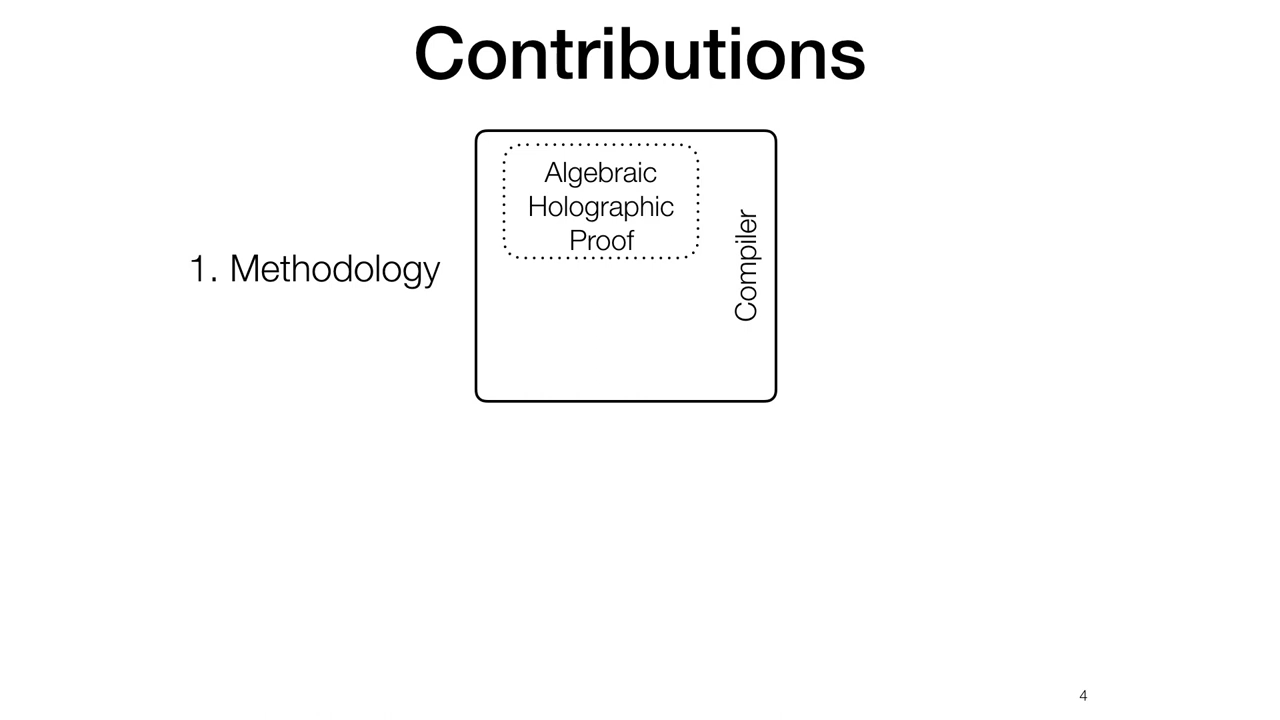 Contributions
Algebraic
Holographic
Proof
Compiler
1. Methodology
4